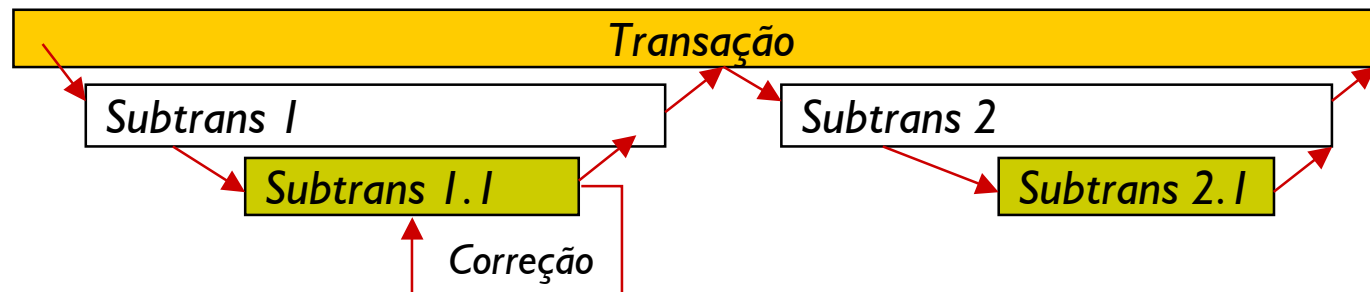 Transação
Subtrans 1
Subtrans 2
Subtrans 1.1
Subtrans 2.1
Correção